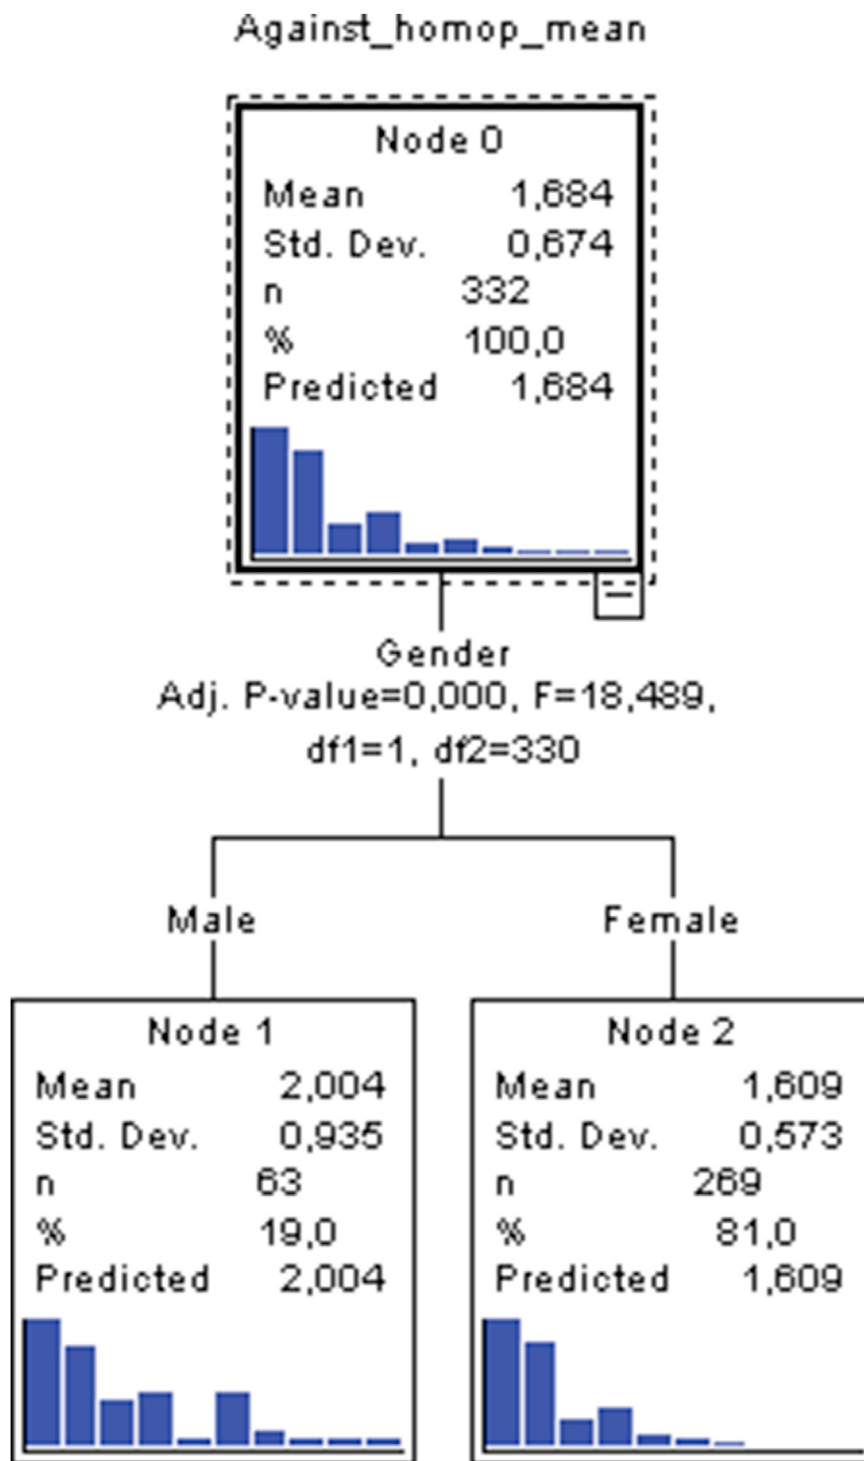 Against_homop_mean
Node 0
Mean 1,684
Std. Dev. 0,674
n 332
% 100,0
Predicted 1,684
Gender
Adj. P-value=0,000, F=18,489,
df1=1, df2=330
Male
Female
Node 1
Mean 2,004
Std. Dev. 0,935
n 63
% 19,0
Predicted 2,004
Node 2
Mean 1,609
Std. Dev. 0,573
n 269
% 81,0
Predicted 1,609